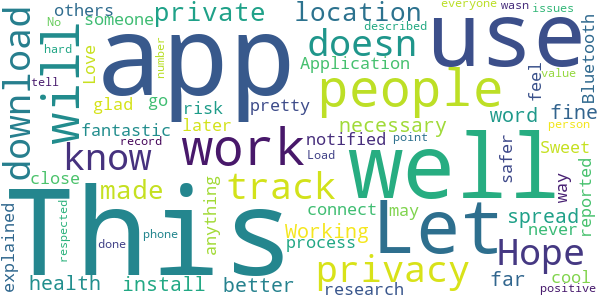 others
No
someone
private
location
everyone
wasn
issues
described
hard
tell
Love
app
use
doesn
Application
Bluetooth
number
value
download
will
glad
go
risk
pretty
people
feel
word
fine
fantastic
later
necessary
record
know
work
notified
point
person
Load
well
safer
Sweet
way
close
made
track
This
Let
Hope
reported
explained
respected
anything
connect
may
spread
never
Working
done
phone
process
privacy
far
cool
health
install
better
research
positive